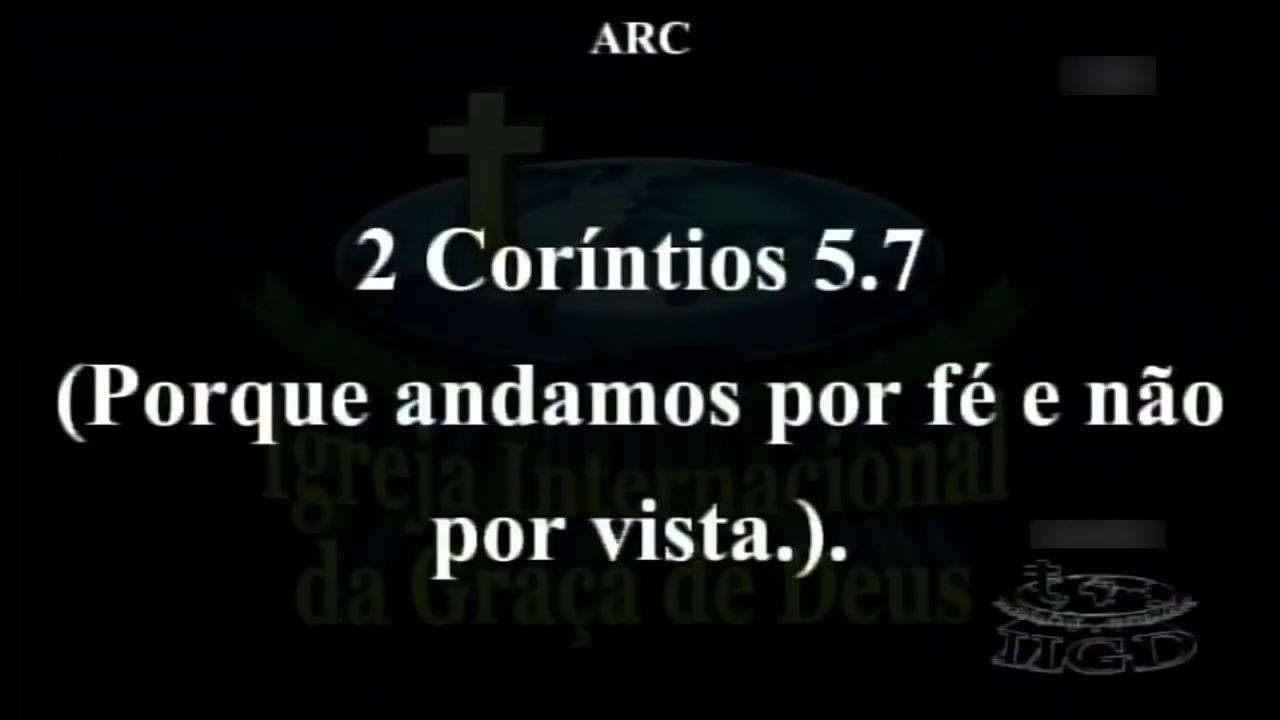 ARC
2 Coríntios 5.7
(Porque andamos por fé e não
por vista.).
Igreja Internacional
da Graça de Deus
IIGD